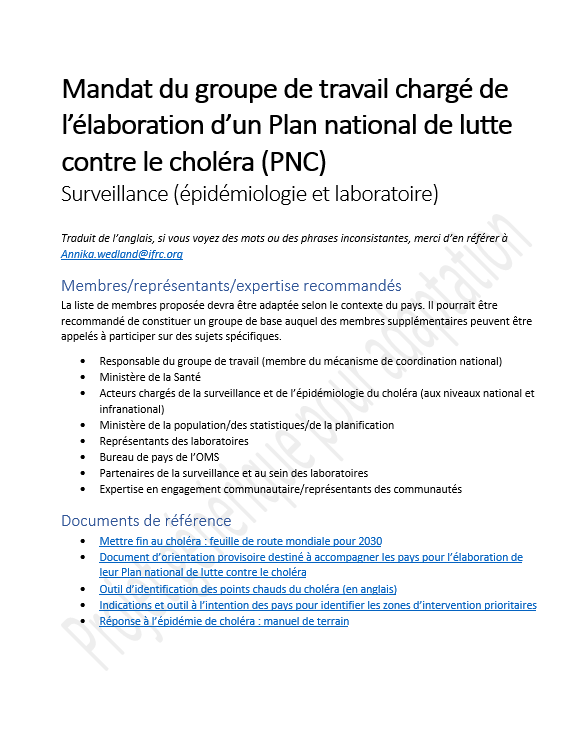 Mandat du groupe de travail chargé de
l’élaboration d’un Plan national de lutte
contre le choléra (PNC)
Surveillance (épidémiologie et laboratoire)
Traduit de l’anglais, si vous voyez des mots ou des phrases inconsistantes, merci d’en référer à
Annika.wedland@ifrc.org
Membres/représentants/expertise recommandés
La liste de membres proposée devra être adaptée selon le contexte du pays. Il pourrait être
recommandé de constituer un groupe de base auquel des membres supplémentaires peuvent être
appelés à participer sur des sujets spécifiques.
• Responsable du groupe de travail (membre du mécanisme de coordination national)
• Ministère de la Santé
• Acteurs chargés de la surveillance et de l’épidémiologie du choléra (aux niveaux national et
infranational)
• Ministère de la population/des statistiques/de la planification
• Représentants des laboratoires
• Bureau de pays de l’OMS
• Partenaires de la surveillance et au sein des laboratoires
• Expertise en engagement communautaire/représentants des communautés
Documents de référence
• Mettre fin au choléra : feuille de route mondiale pour 2030
• Document d’orientation provisoire destiné à accompagner les pays pour l’élaboration de
leur Plan national de lutte contre le choléra
• Outil d’identification des points chauds du choléra (en anglais)
• Indications et outil à l’intention des pays pour identifier les zones d’intervention prioritaires
• Réponse à l’épidémie de choléra : manuel de terrain
Projet générique pour adaptation